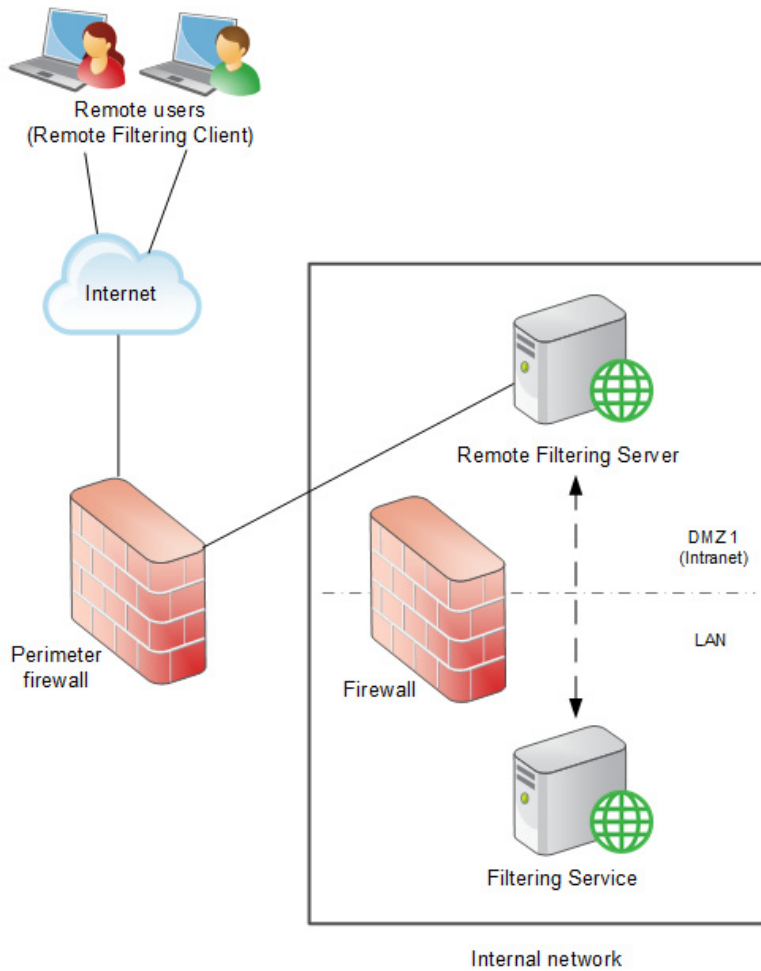 Remote users
(Remote Filtering Client)
Internet
Remote Filtering Server
DMZ 1
(Intranet)
Perimeter
firewall
Firewall
LAN
Filtering Service
Internal network